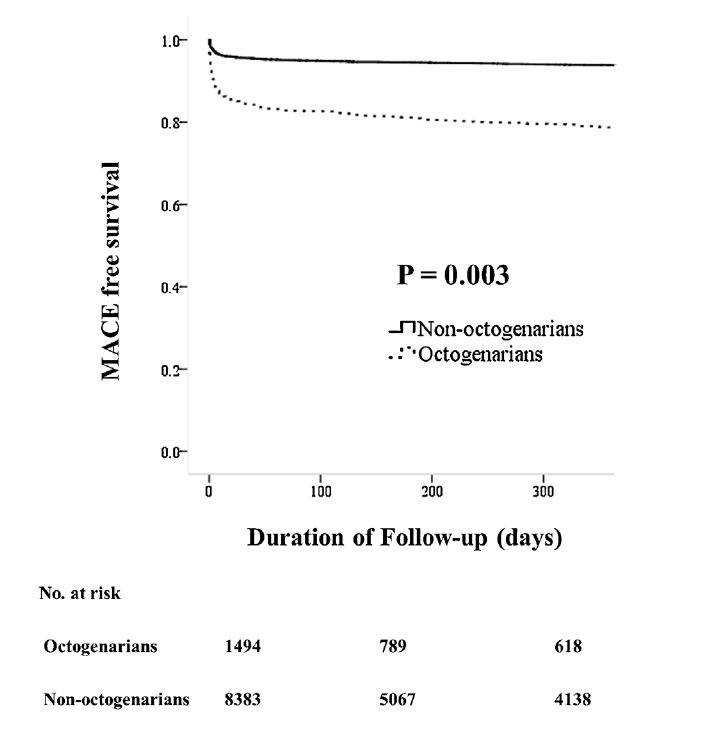 1.0
0.8
0.6
0.4
0.2
0.0
MACE free survival
P = 0.003
Non-octogenarians
Octogenarians
0 100 200 300
Duration of Follow-up (days)
No. at risk
Octogenarians 1494 789 618
Non-octogenarians 8383 5067 4138